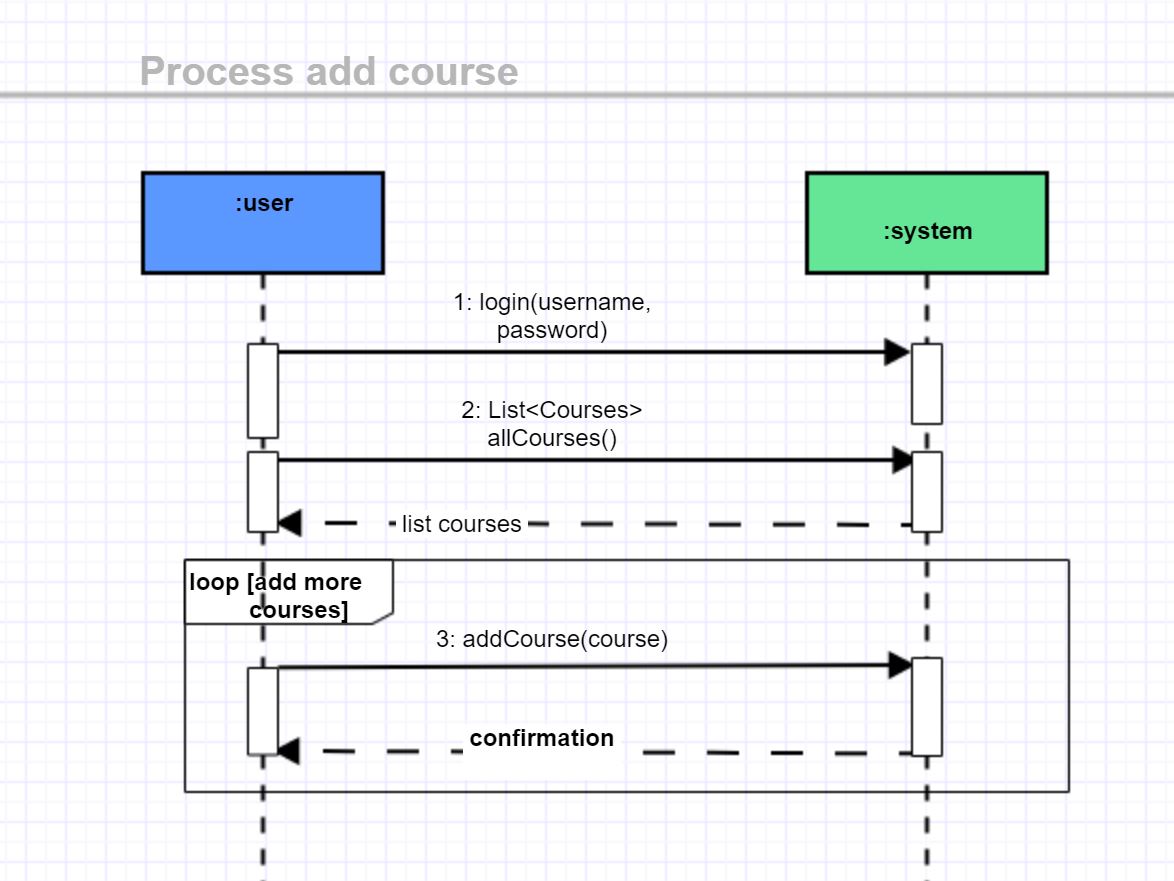 Process add course
:user
:system
1: login(username,
password)
2: List<Courses>
allCourses()
list courses
loop [add more
courses]
3: addCourse(course)
confirmation